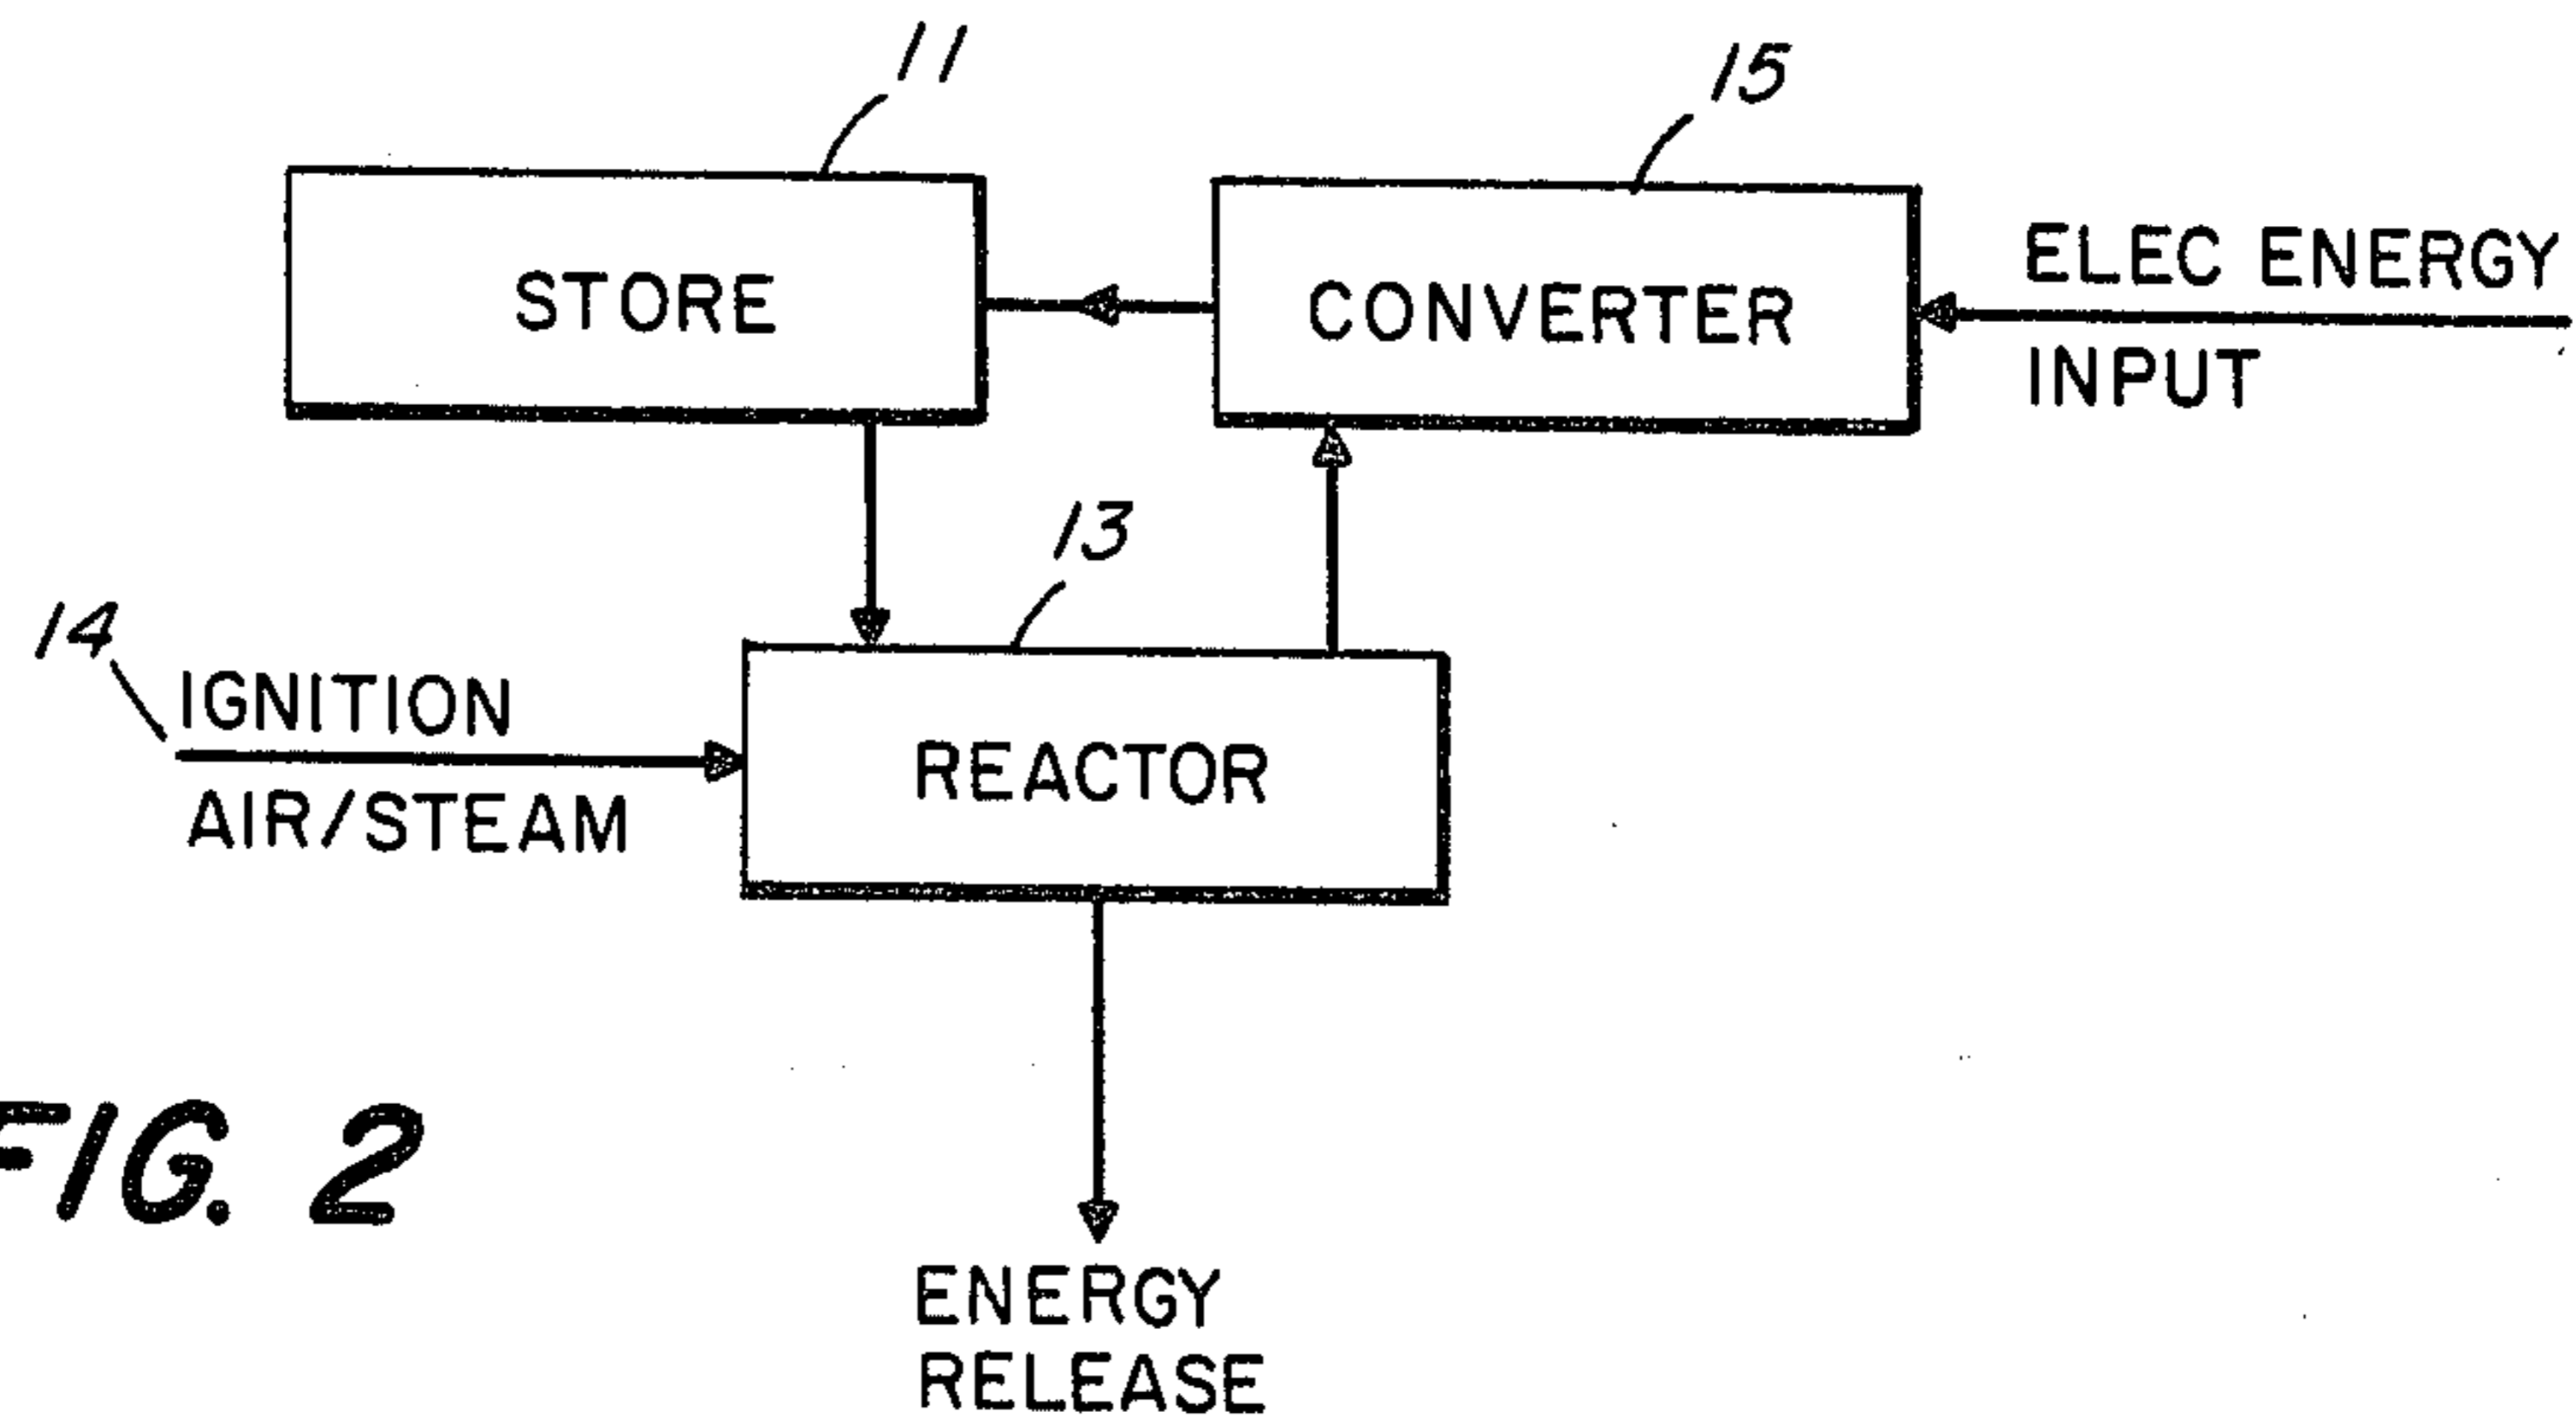 11
15
STORE
CONVERTER
ELEC ENERGY
INPUT
13
14
IGNITION
AIR/STEAM
REACTOR
FIG. 2
ENERGY
RELEASE